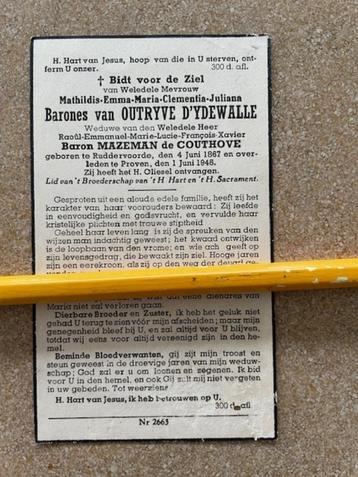 H. Hart van Jesus, hoop van die in U sterven, ont-
ferm U onzer. 300 d. afl.
† Bidt voor de Ziel
van Weledele Mevrouw
Mathildis-Emma-Maria-Clementia-Juliana
Barones van OUTRYVE D'YDEWALLE
Weduwe van den Weledele Heer
Raoûl-Emmanuel-Marie-Lucie-François-Xavier
Baron MAZEMAN de COUTHOVE
geboren te Ruddervoorde, den 4 Juni 1867 en over-
leden te Proven, den 1 Juni 1948.
Zij heeft het H. Oliesel ontvangen.
Lid van 't Broederschap van 't H. Hart en 't H. Sacrament.
Gesproten uit een aloude edele familie, heeft zij het
karakter van haar voorouders bewaard: Zij leefde
in eenvoudigheid en godsvrucht, en vervulde haar
kristelijke plichten met trouwe stiptheid
Geheel haar leven lang is zij de spreuken van den
wijzen man indachtig geweest; het kwaad ontwijken
is de loopbaan van den vrome; en wie acht geeft
op zijn levensgedrag, die bewaakt zijn ziel. Hooge jaren
zijn een eerekroon, als zij op den weg der deugd
Maria niet zal verloren gaan.
Dierbare Broeder en Zuster, ik heb het geluk niet
gehad U terug te zien vóór mijn afscheiden; maar mijne
genegenheid bleef bij U, en zal altijd voor U blijven,
totdat wij eens voor altijd vereenigd zijn in den he-
mel.
Beminde Bloedverwanten, gij zijt mijn troost en
steun geweest in de droevige jaren van mijn weduw-
schap; God zal er u om loonen en zegenen. Ik bid
voor U in den hemel, en ook Gij zult mij niet vergeten
in uw gebeden. Tot weerziens
H. Hart van Jesus, ik heb betrouwen op U.
300 d. afl
Nr 2663